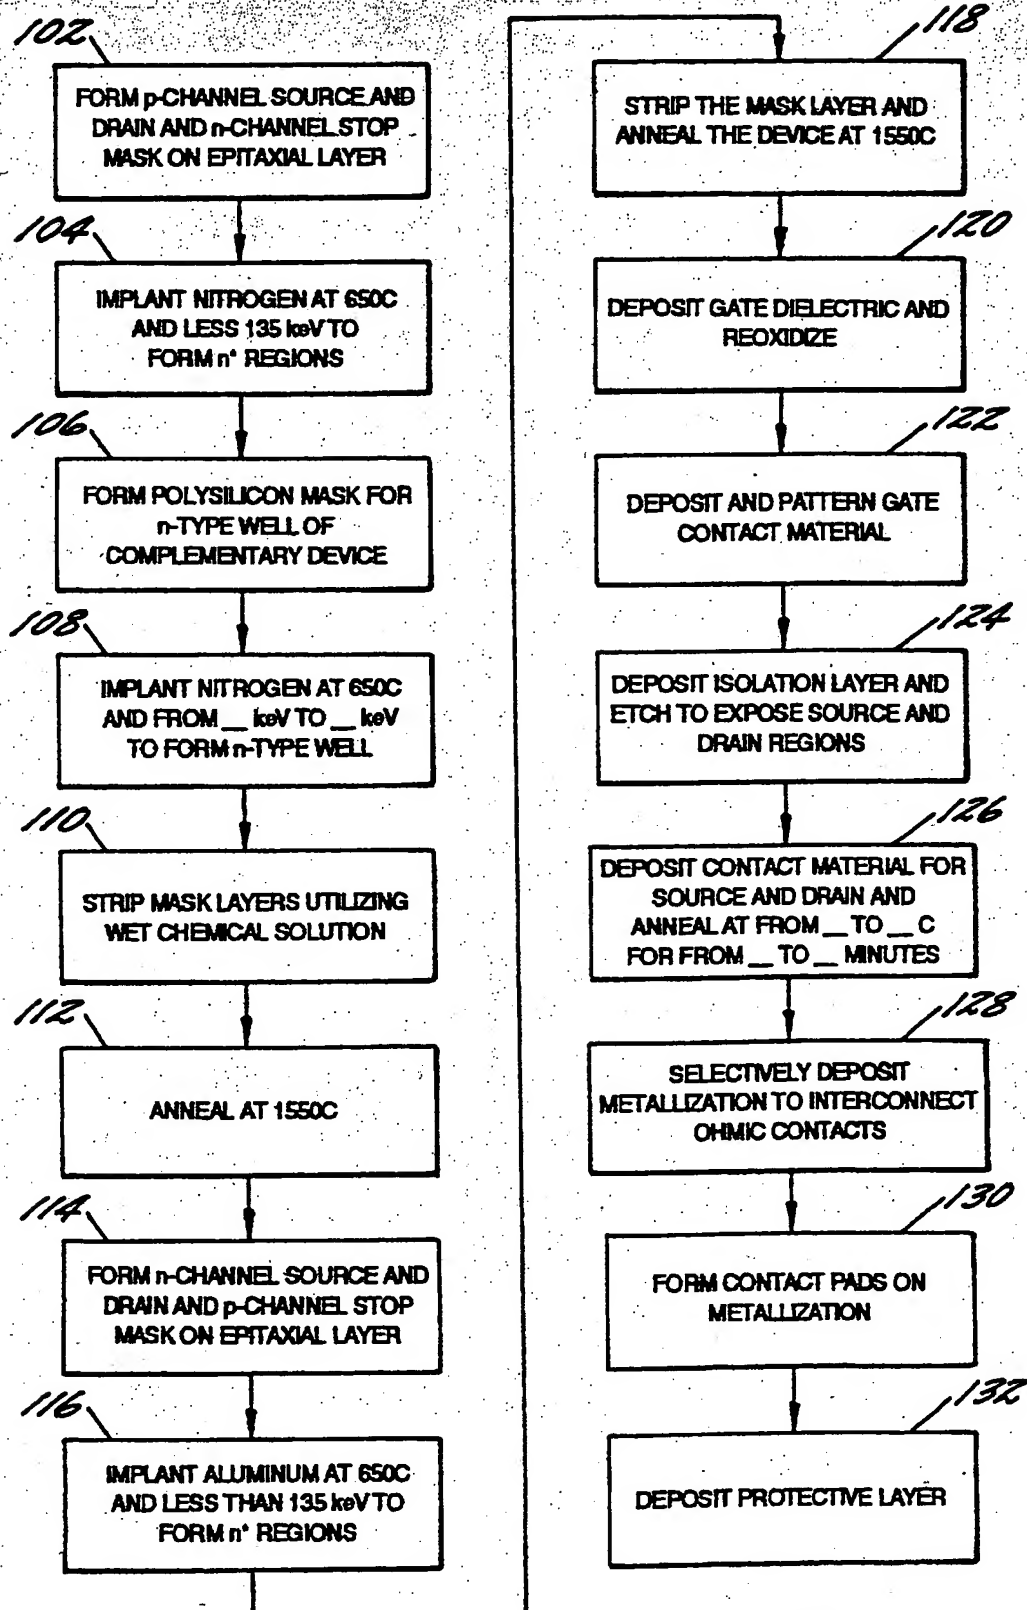 102
FORM p-CHANNEL SOURCE AND
DRAIN AND n-CHANNEL STOP
MASK ON EPITAXIAL LAYER
104
IMPLANT NITROGEN AT 650C
AND LESS 135 keV TO
FORM n* REGIONS
106
FORM POLYSILICON MASK FOR
n-TYPE WELL OF
COMPLEMENTARY DEVICE
108
IMPLANT NITROGEN AT 650C
AND FROM __ keV TO __ keV
TO FORM n-TYPE WELL
110
STRIP MASK LAYERS UTILIZING
WET CHEMICAL SOLUTION
112
ANNEAL AT 1550C
114
FORM n-CHANNEL SOURCE AND
DRAIN AND p-CHANNEL STOP
MASK ON EPITAXIAL LAYER
116
IMPLANT ALUMINUM AT 650C
AND LESS THAN 135 keV TO
FORM n* REGIONS
118
STRIP THE MASK LAYER AND
ANNEAL THE DEVICE AT 1550C
120
DEPOSIT GATE DIELECTRIC AND
REOXIDIZE
122
DEPOSIT AND PATTERN GATE
CONTACT MATERIAL
124
DEPOSIT ISOLATION LAYER AND
ETCH TO EXPOSE SOURCE AND
DRAIN REGIONS
126
DEPOSIT CONTACT MATERIAL FOR
SOURCE AND DRAIN AND
ANNEAL AT FROM __ TO __ C
FOR FROM __ TO __ MINUTES
128
SELECTIVELY DEPOSIT
METALLIZATION TO INTERCONNECT
OHMIC CONTACTS
130
FORM CONTACT PADS ON
METALLIZATION
132
DEPOSIT PROTECTIVE LAYER